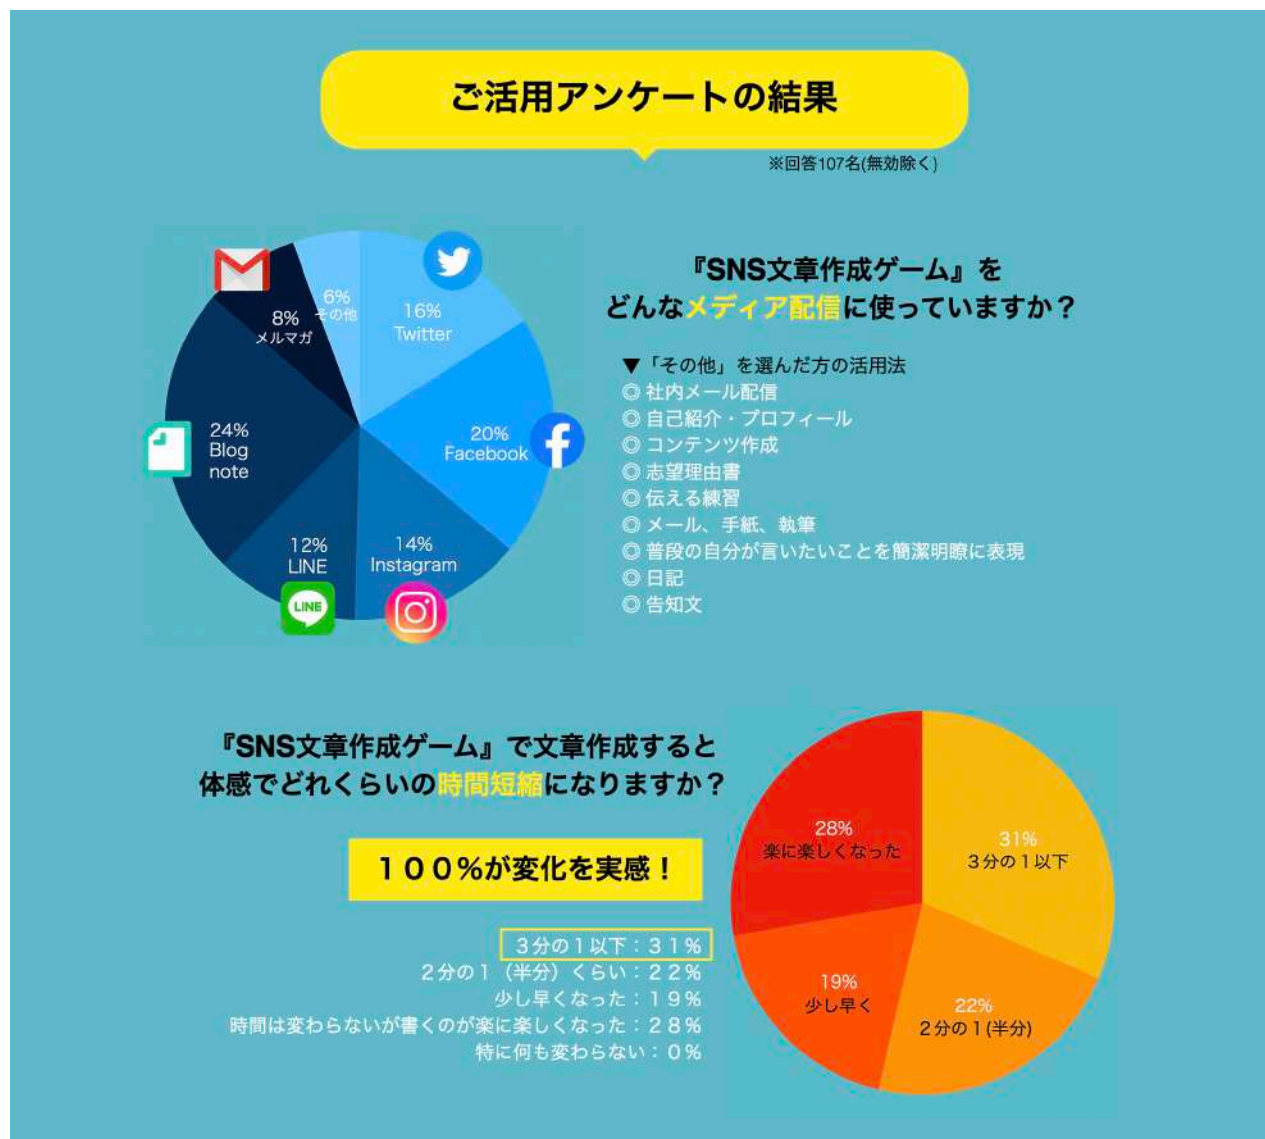 ご活用アンケートの結果
※回答107名(無効除く)
『SNS文章作成ゲーム』を
どんなメディア配信に使っていますか？
6%
その他
16%
Twitter
8%
メルマガ
20%
Facebook
24%
Blog
note
12%
LINE
LINE
14%
Instagram
▼「その他」を選んだ方の活用法
◎ 社内メール配信
◎ 自己紹介・プロフィール
◎ コンテンツ作成
◎ 志望理由書
◎ 伝える練習
◎ メール、手紙、執筆
◎ 普段の自分が言いたいことを簡潔明瞭に表現
◎ 日記
◎ 告知文
『SNS文章作成ゲーム』で文章作成すると
体感でどれくらいの時間短縮になりますか？
１００％が変化を実感！
３分の１以下：３１％
２分の１（半分）くらい：２２％
少し早くなった：１９％
時間は変わらないが書くのが楽に楽しくなった：２８％
特に何も変わらない：０％
28%
楽に楽しくなった
31%
３分の１以下
19%
少し早く
22%
２分の１(半分)